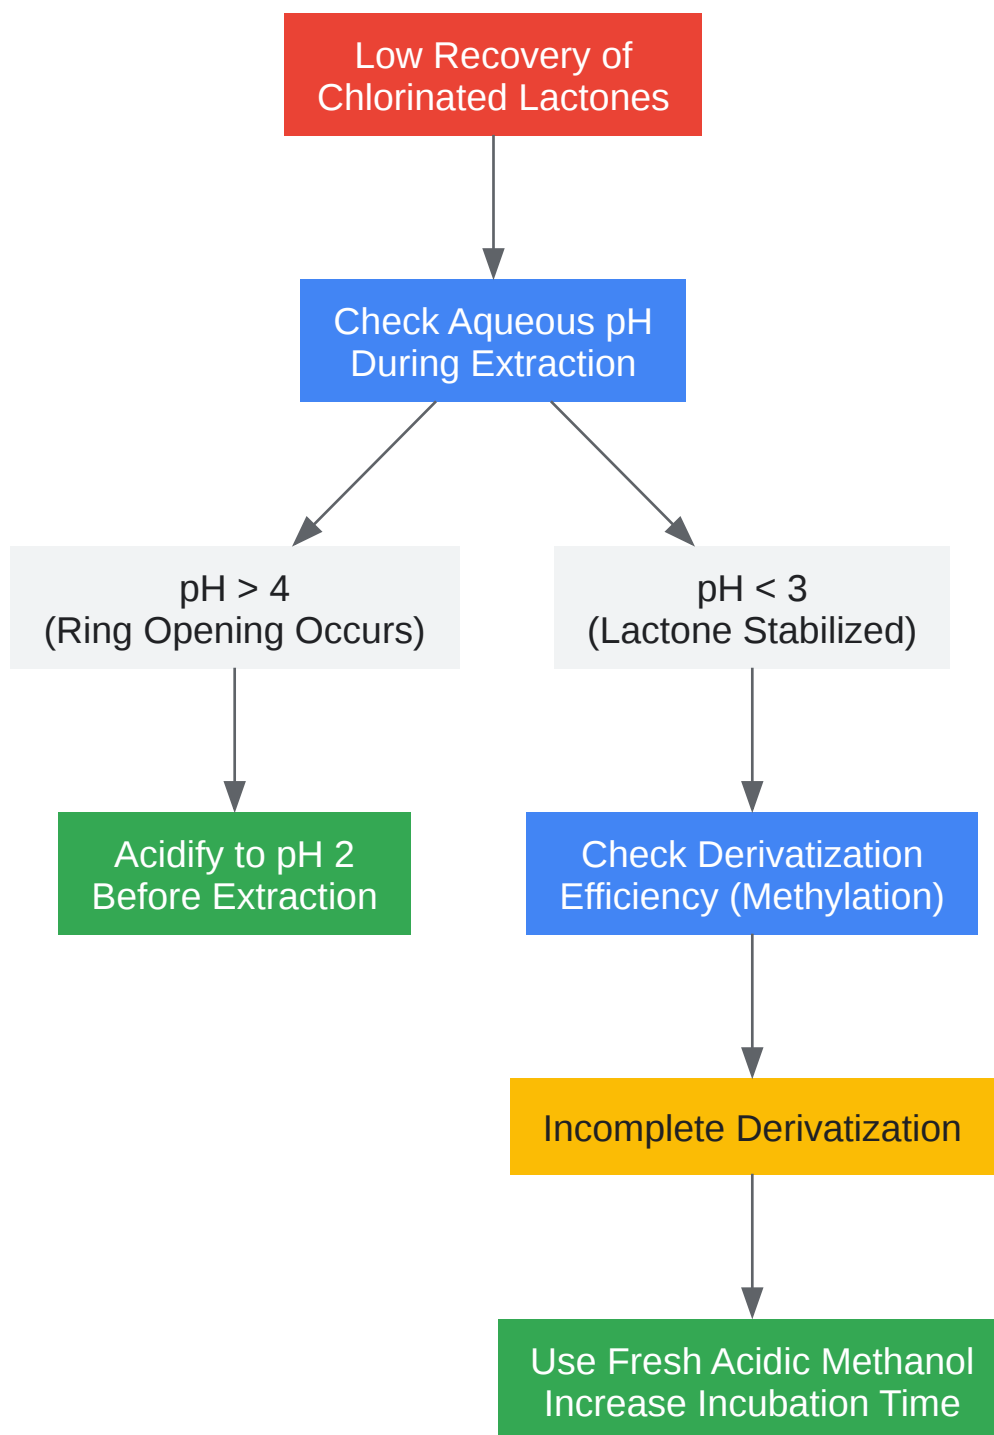 Low Recovery of
Chlorinated Lactones
Check Aqueous pH
During Extraction
pH > 4
(Ring Opening Occurs)
pH < 3
(Lactone Stabilized)
Acidify to pH 2
Before Extraction
Check Derivatization
Efficiency (Methylation)
Incomplete Derivatization
Use Fresh Acidic Methanol
Increase Incubation Time